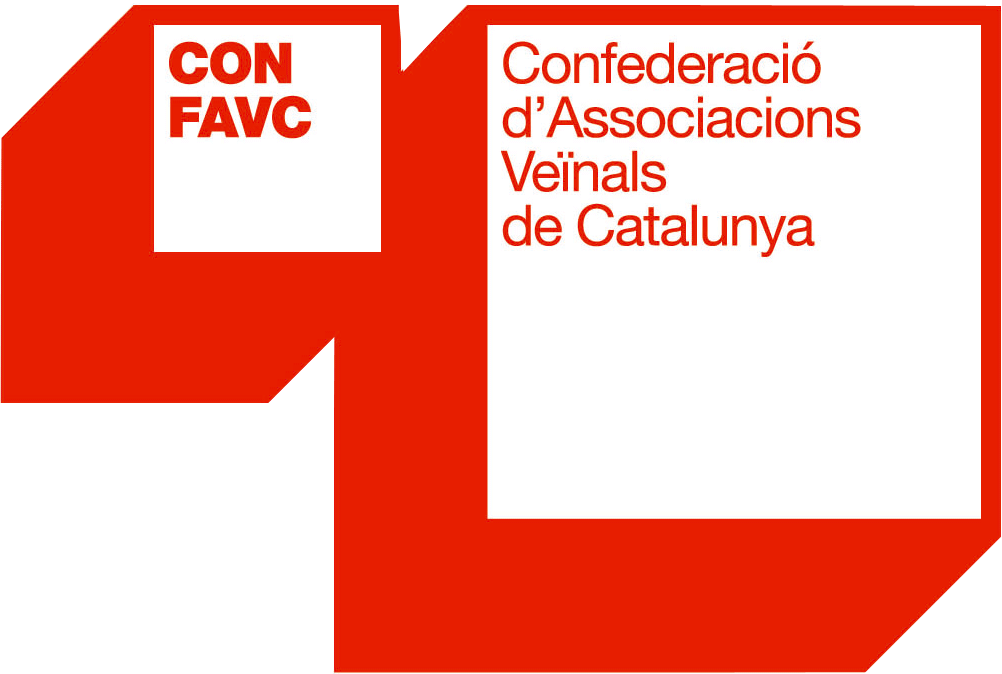 CON
FAVC
Confederació
d’Associacions
Veïnals
de Catalunya